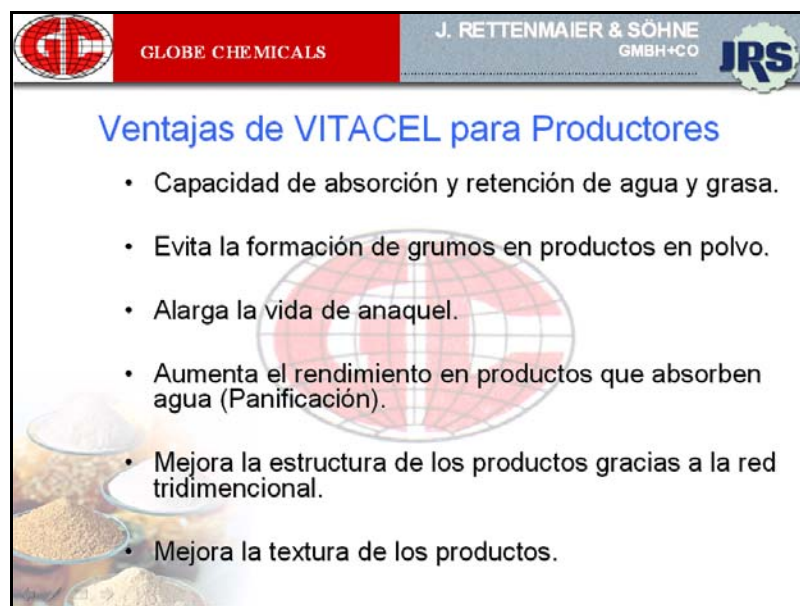 GC
GLOBE CHEMICALS
J. RETTENMAIER & SÖHNE
GMBH+CO
JRS
Ventajas de VITACEL para Productores
• Capacidad de absorción y retención de agua y grasa.
• Evita la formación de grumos en productos en polvo.
• Alarga la vida de anaquel.
• Aumenta el rendimiento en productos que absorben
agua (Panificación).
• Mejora la estructura de los productos gracias a la red
tridimencional.
• Mejora la textura de los productos.
GC